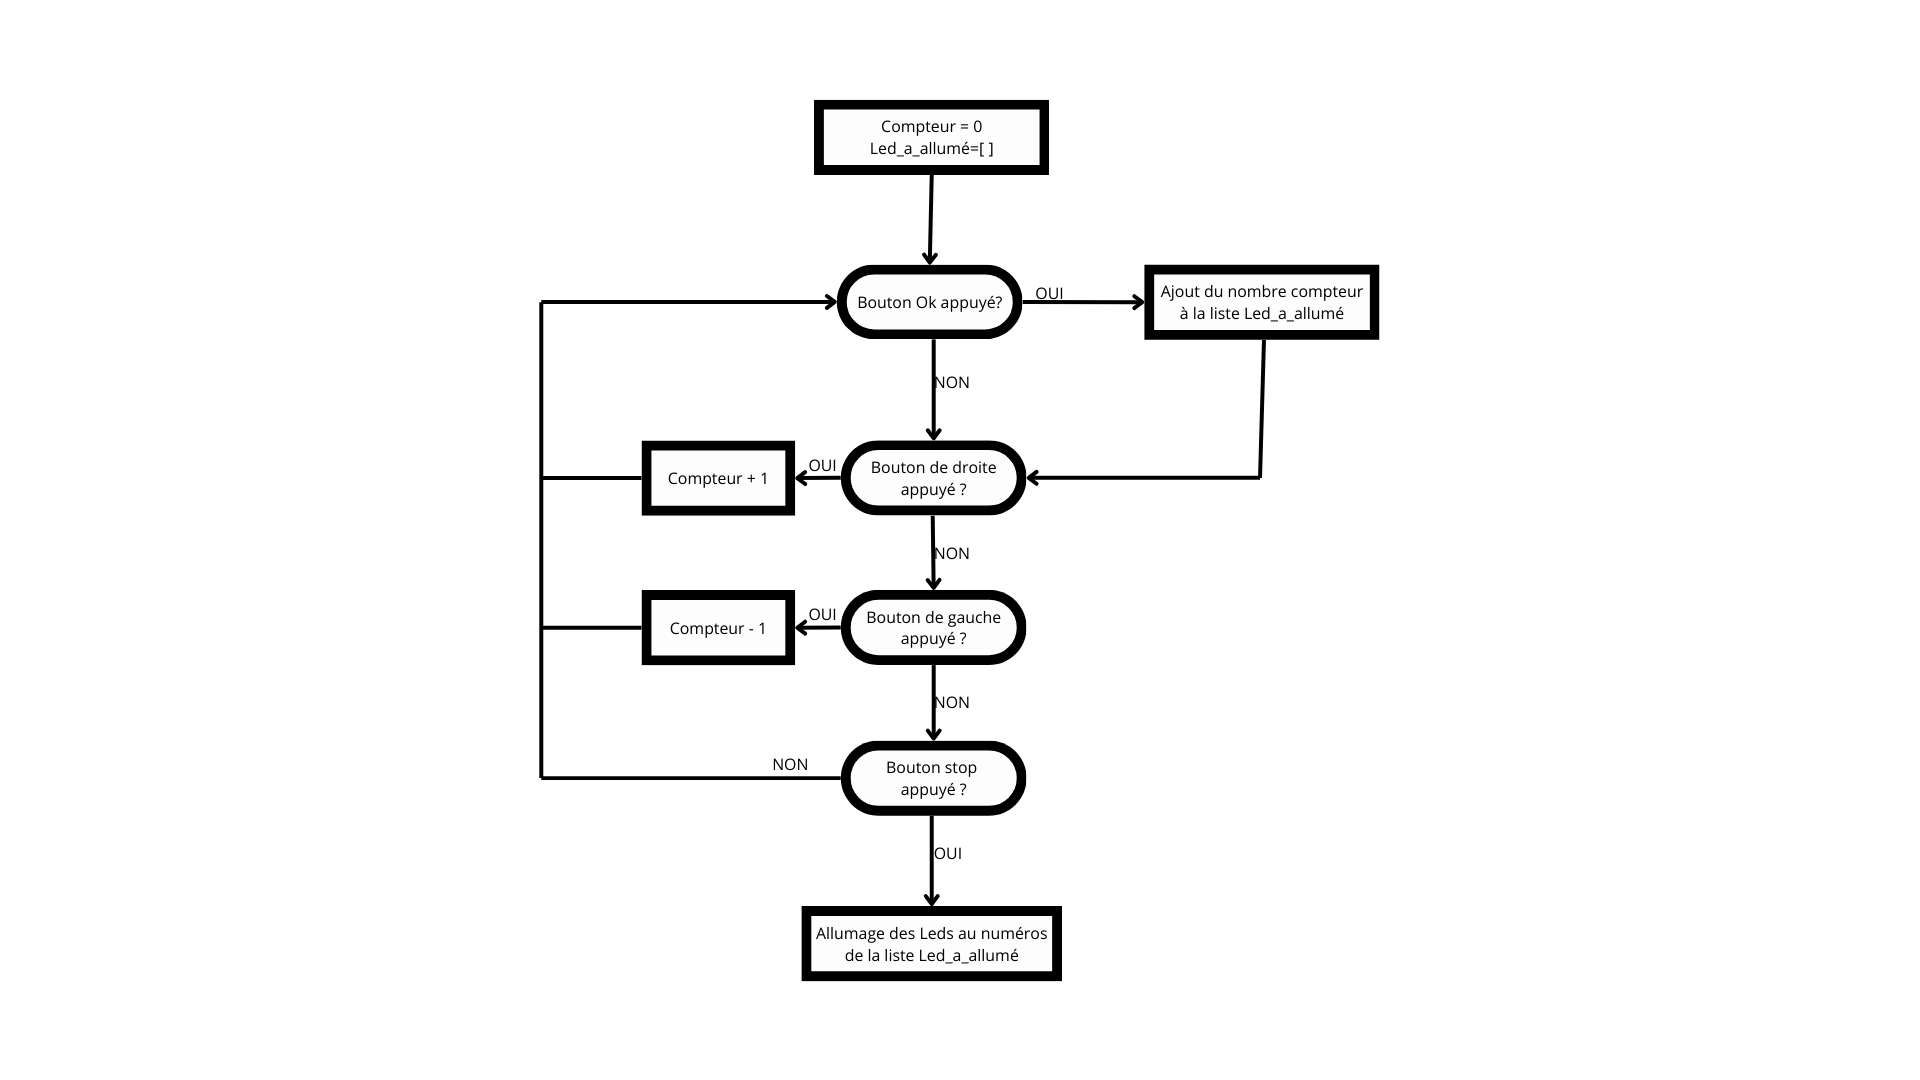 Compteur = 0
Led_a_allumé=[ ]
Bouton Ok appuyé?
OUI
Ajout du nombre compteur
à la liste Led_a_allumé
NON
Compteur + 1
OUI
Bouton de droite
appuyé ?
NON
Compteur - 1
OUI
Bouton de gauche
appuyé ?
NON
NON
Bouton stop
appuyé ?
OUI
Allumage des Leds au numéros
de la liste Led_a_allumé